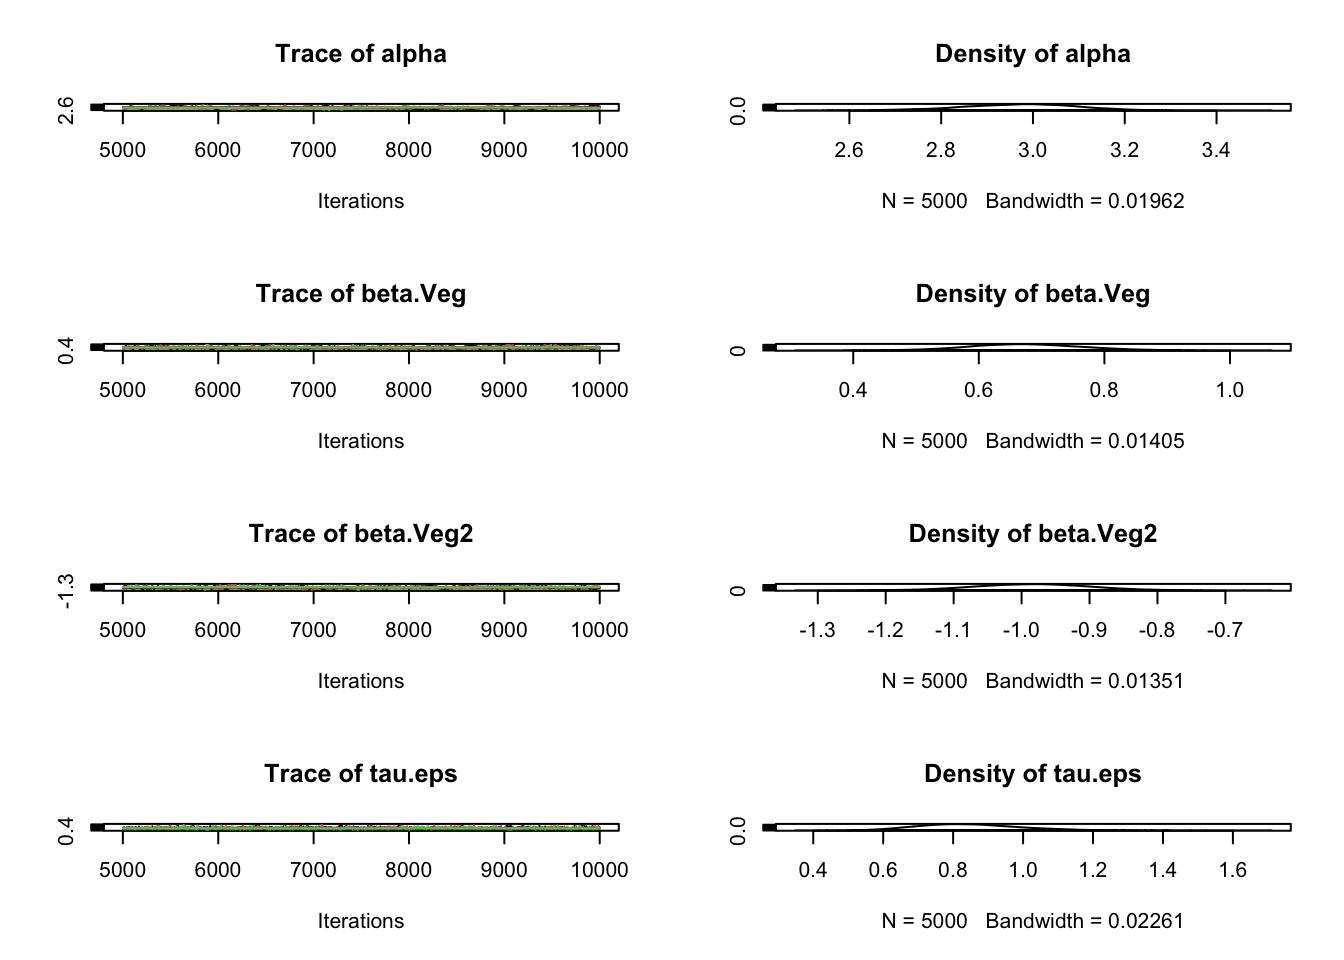 Trace of alpha
2.6
5000 6000 7000 8000 9000 10000
Iterations
Density of alpha
0.0
2.6 2.8 3.0 3.2 3.4
N = 5000 Bandwidth = 0.01962
Trace of beta.Veg
0.4
5000 6000 7000 8000 9000 10000
Iterations
Density of beta.Veg
0
0.4 0.6 0.8 1.0
N = 5000 Bandwidth = 0.01405
Trace of beta.Veg2
-1.3
5000 6000 7000 8000 9000 10000
Iterations
Density of beta.Veg2
0
-1.3 -1.2 -1.1 -1.0 -0.9 -0.8 -0.7
N = 5000 Bandwidth = 0.01351
Trace of tau.eps
0.4
5000 6000 7000 8000 9000 10000
Iterations
Density of tau.eps
0.0
0.4 0.6 0.8 1.0 1.2 1.4 1.6
N = 5000 Bandwidth = 0.02261